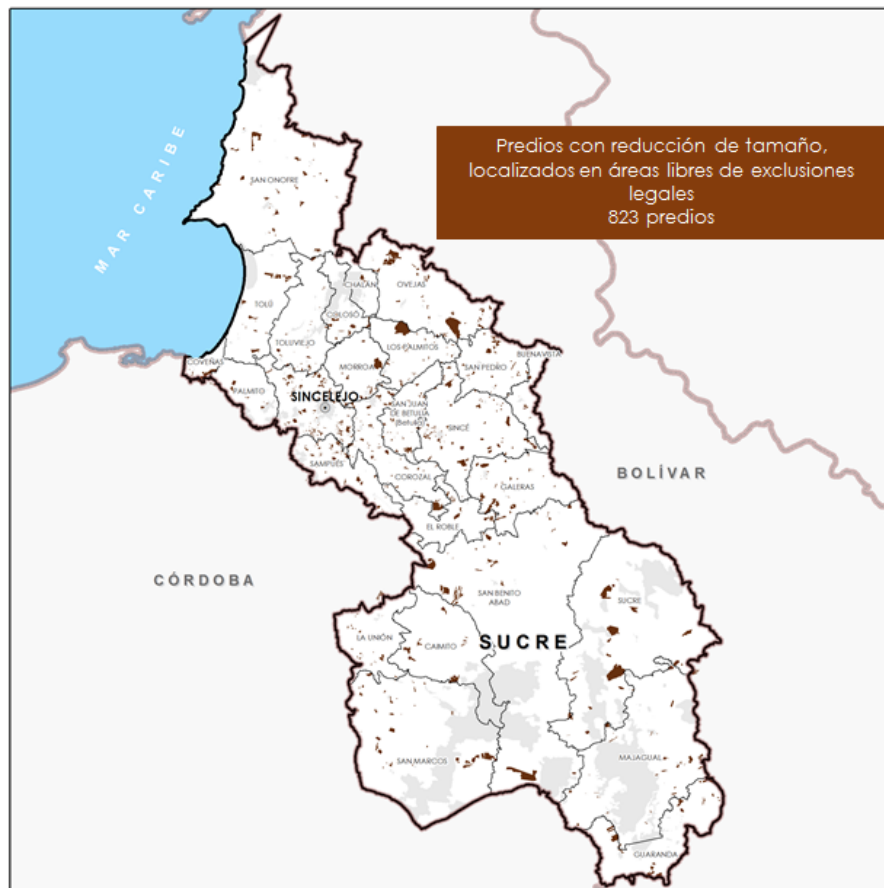 Predios con reducción de tamaño,
localizados en áreas libres de exclusiones
legales
823 predios
MAR CARIBE
SAN ONOFRE
CHALÁN
OVEJAS
TOLÚ
COLOSÓ
TOLUVIEJO
LOS PALMITOS
BUENAVISTA
COVEÑAS
MORROA
SAN PEDRO
PALMITO
SINCELEJO
SAN JUAN
DE BETULIA
(Betulia)
SINCÉ
SAMPUÉS
COROZAL
GALERAS
BOLÍVAR
EL ROBLE
CÓRDOBA
SAN BENITO
ABAD
SUCRE
LA UNIÓN
CAIMITO
SUCRE
SAN MARCOS
MAJAGUAL
GUARANDA